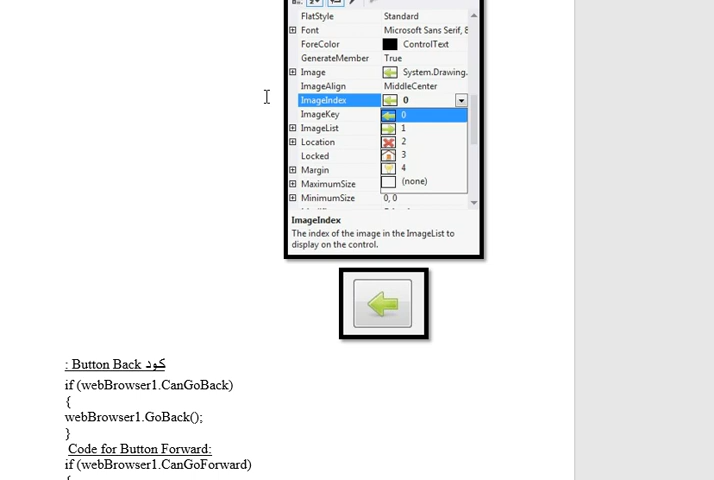 FlatStyle Standard
Font Microsoft Sans Serif, 8
ForeColor ControlText
GenerateMember True
Image System.Drawing.
ImageAlign MiddleCenter
ImageIndex 0
ImageKey 0
ImageList 1
Location 2
Locked 3
Margin 4
MaximumSize (none)
MinimumSize 0, 0
ImageIndex
The index of the image in the ImageList to
display on the control.
كود Button Back :
if (webBrowser1.CanGoBack)
{
webBrowser1.GoBack();
}
Code for Button Forward:
if (webBrowser1.CanGoForward)
{